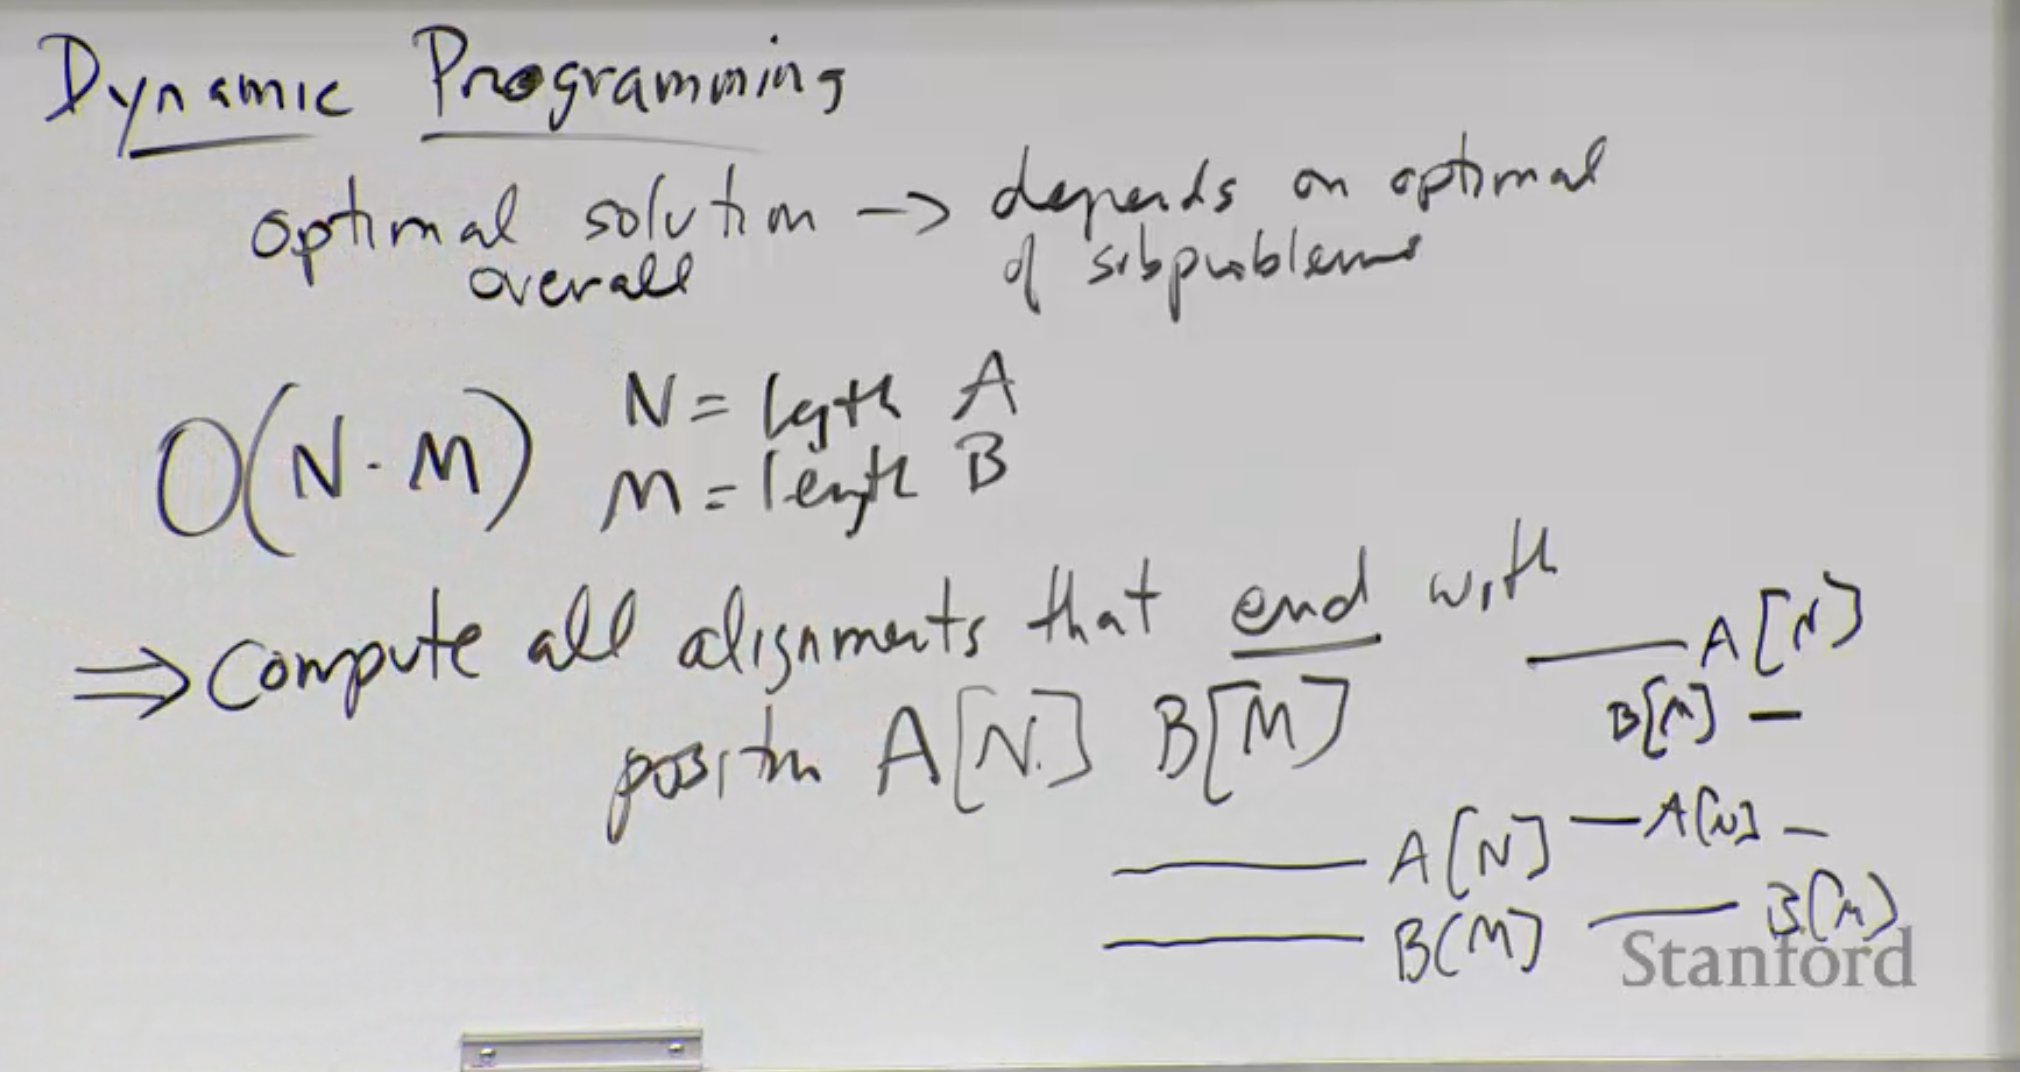 Dynamic Programming
optimal solution -> depends on optimal
overall of subproblems
O(N·M) N = length A
M = length B
=> Compute all alignments that end with
position A[N] B[M]
A[N]
B[M] -
A[N] - A[N] -
B[M] - B[M]
Stanford